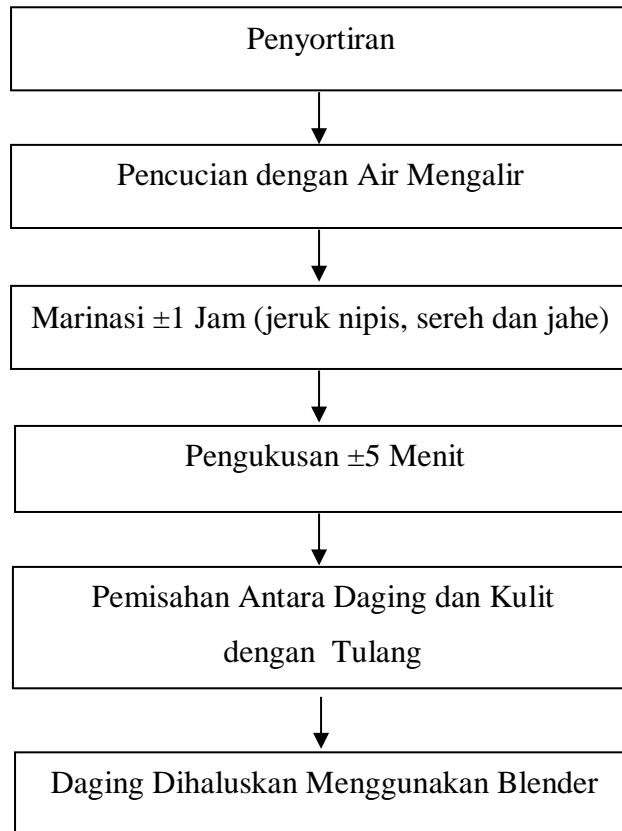 Penyortiran
Pencucian dengan Air Mengalir
Marinasi ±1 Jam (jeruk nipis, sereh dan jahe)
Pengukusan ±5 Menit
Pemisahan Antara Daging dan Kulit
dengan Tulang
Daging Dihaluskan Menggunakan Blender